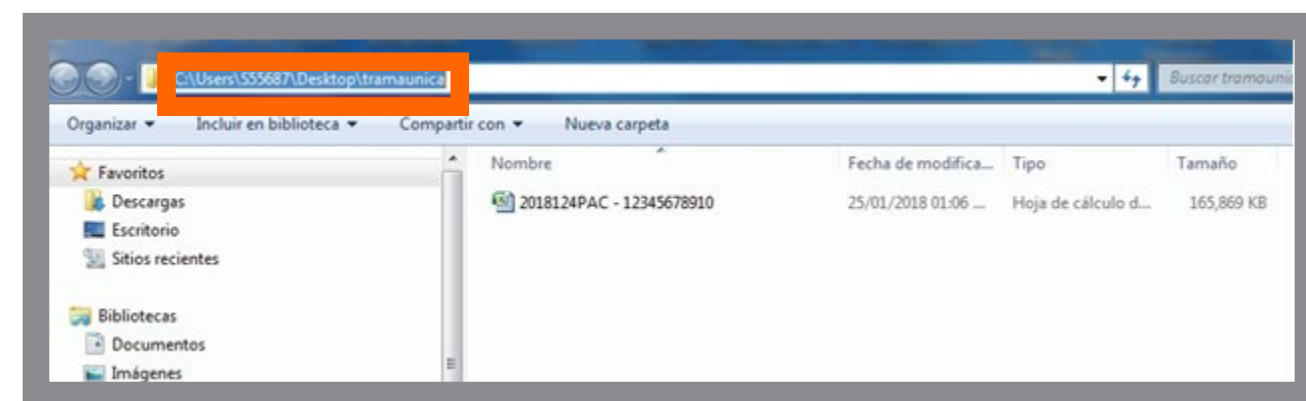 C:\Users\S55687\Desktop\tramaunica
Buscar tramauni
Organizar Incluir en biblioteca Compartir con Nueva carpeta
Favoritos
Descargas
Escritorio
Sitios recientes
Bibliotecas
Documentos
Imágenes
Nombre Fecha de modifica... Tipo Tamaño
2018124PAC - 12345678910 25/01/2018 01:06 ... Hoja de cálculo d... 165,869 KB